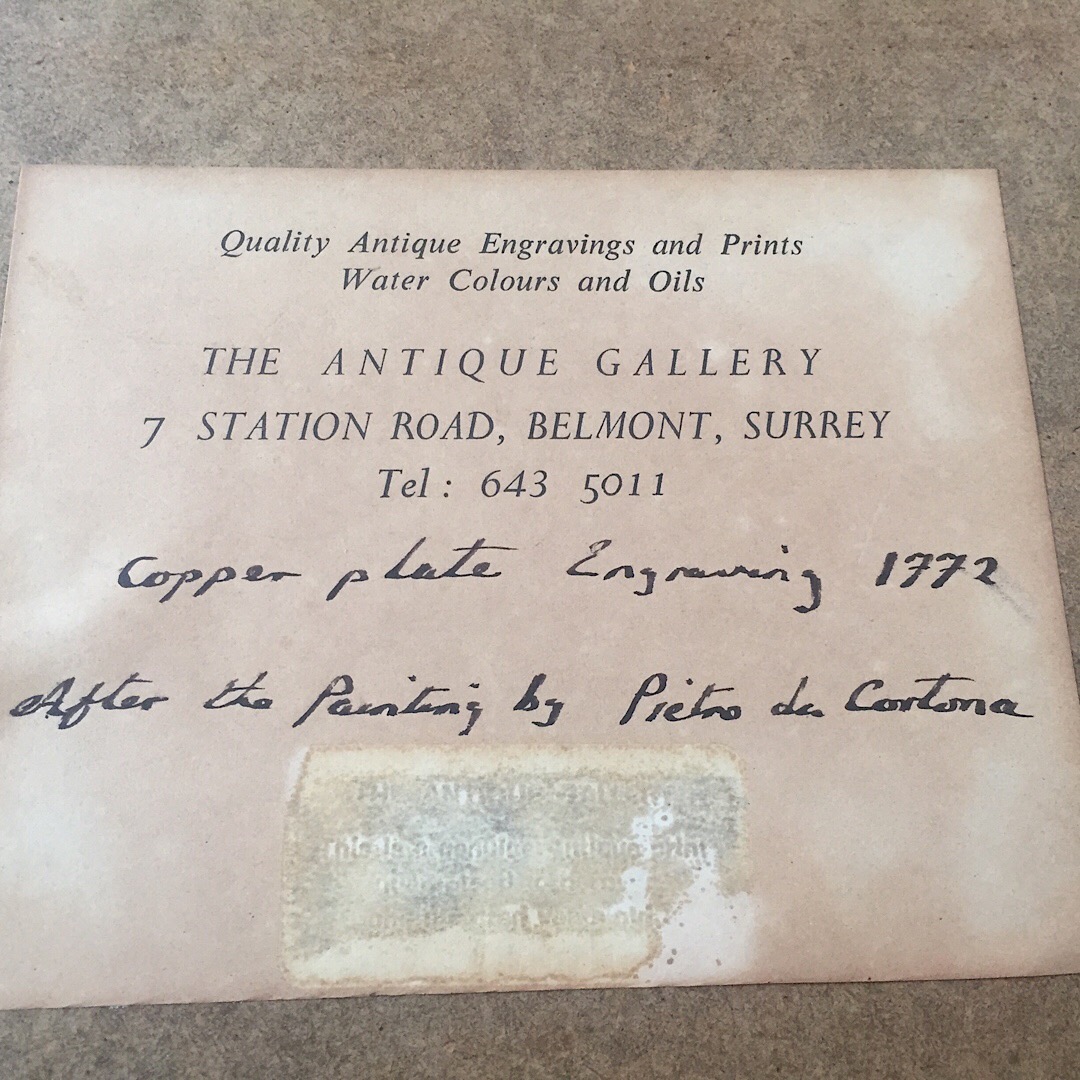 Quality Antique Engravings and Prints
Water Colours and Oils
THE ANTIQUE GALLERY
7 STATION ROAD, BELMONT, SURREY
Tel : 643 5011
Copper plate Engraving 1772
After the Painting by Pietro da Cortona